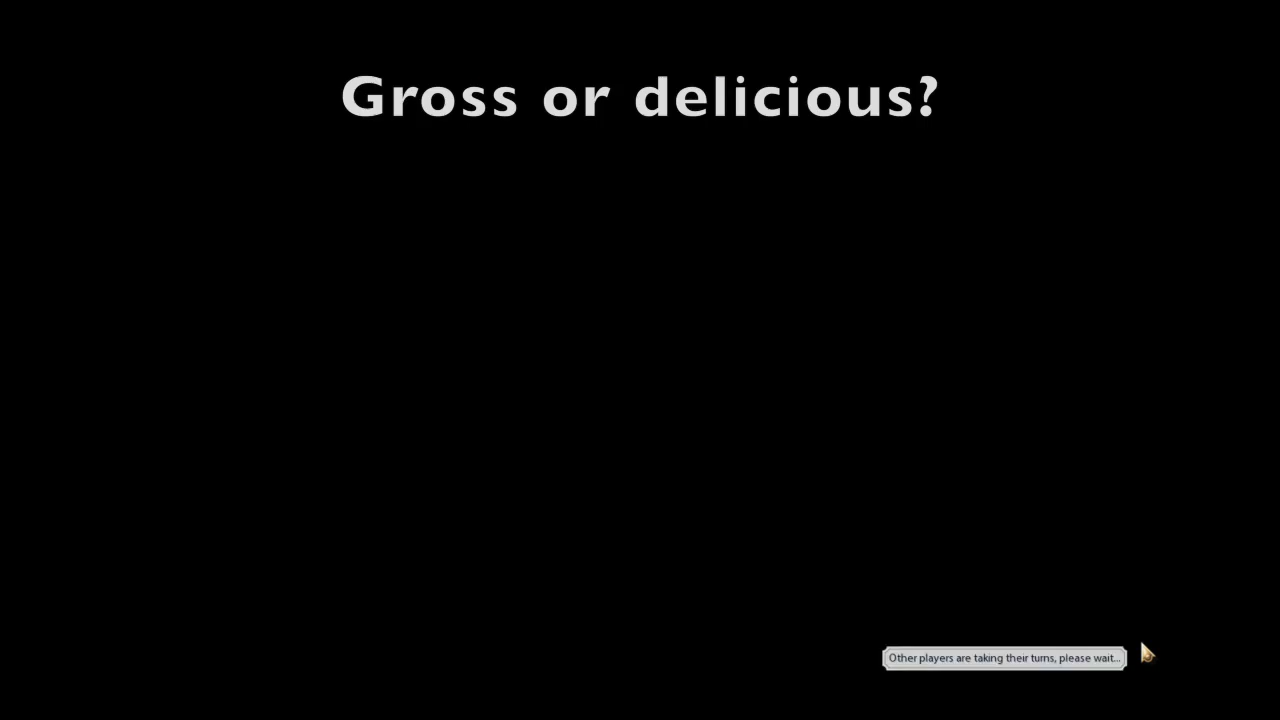 Gross or delicious?
Other players are taking their turns, please wait...